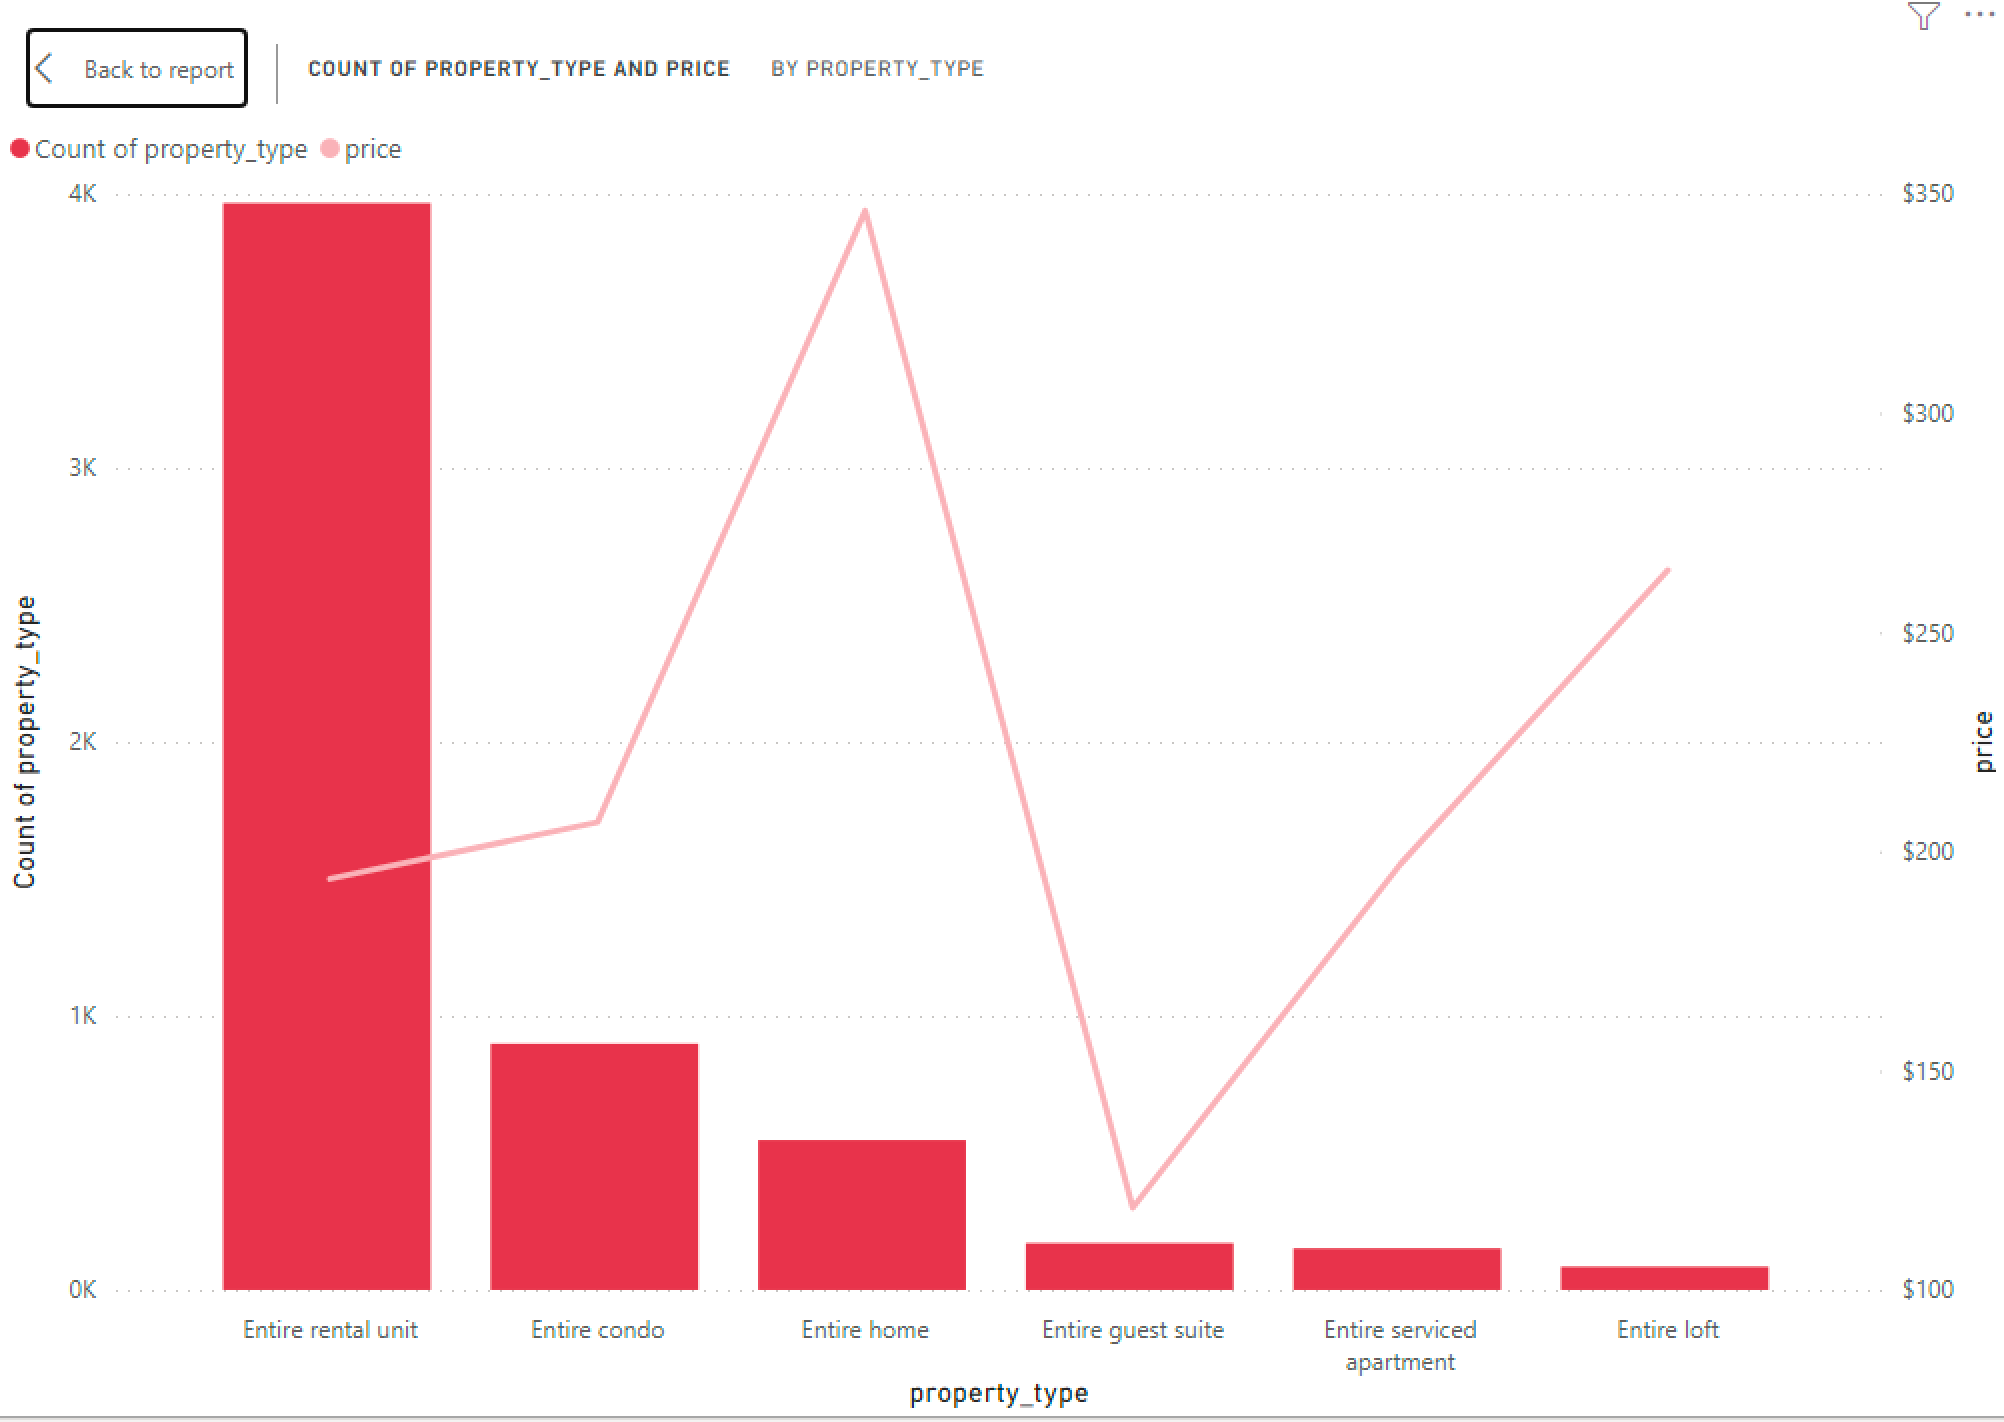 Back to report
COUNT OF PROPERTY_TYPE AND PRICE BY PROPERTY_TYPE
Count of property_type price
4K
3K
2K
1K
0K
Count of property_type
$350
$300
$250
$200
$150
$100
price
Entire rental unit
Entire condo
Entire home
Entire guest suite
Entire serviced
apartment
Entire loft
property_type